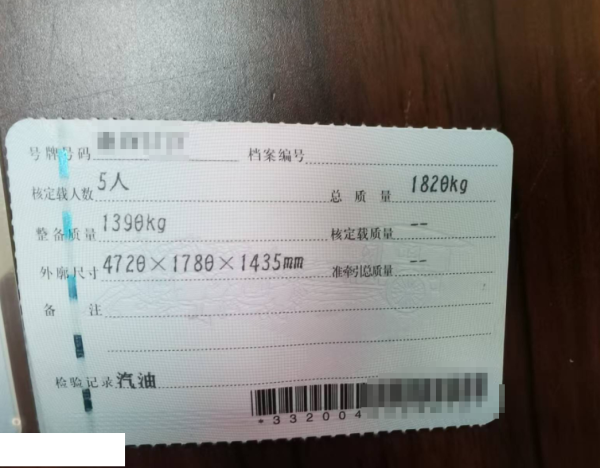 号牌号码 档案编号
核定载人数 5人 总质量 1820kg
整备质量 1390kg 核定载质量 --
外廓尺寸 4720×1780×1435mm 准牵引总质量 --
备注
检验记录 汽油
*332004